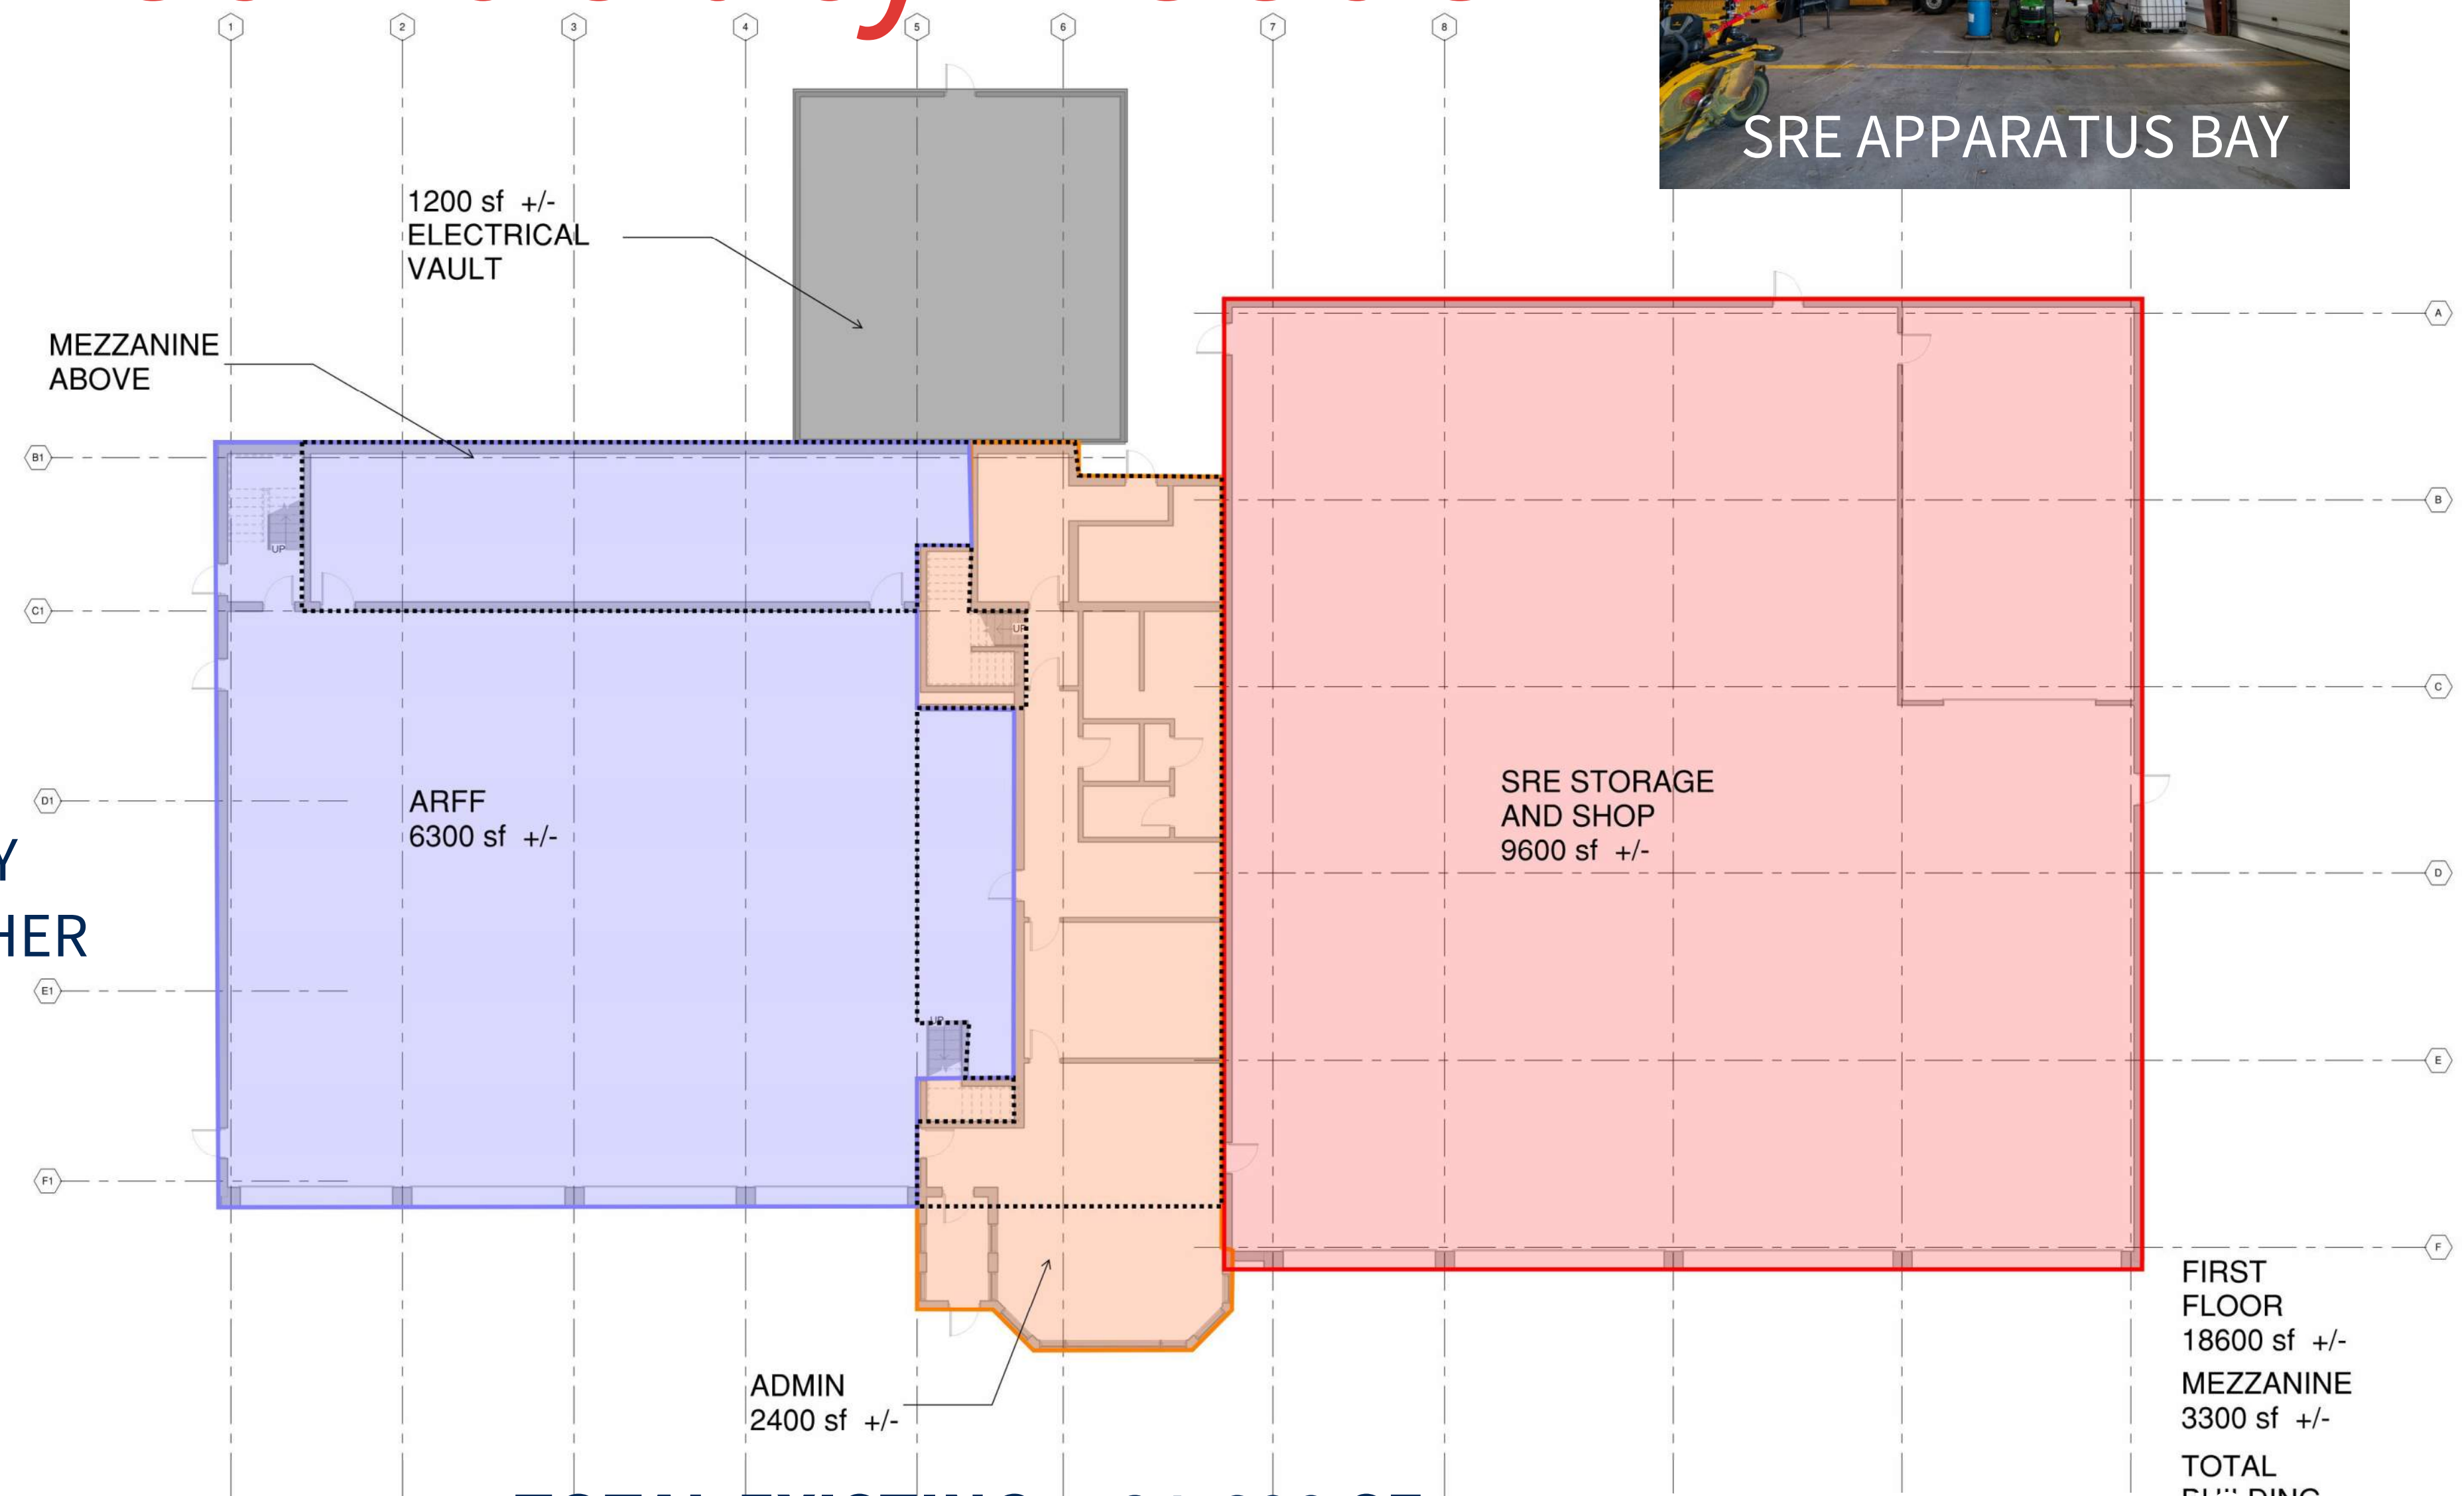 1
2
3
4
5
6
7
8
SRE APPARATUS BAY
1200 sf +/-
ELECTRICAL
VAULT
MEZZANINE
ABOVE
A
B1
B
UP
C1
UP
C
ARFF
6300 sf +/-
SRE STORAGE
AND SHOP
9600 sf +/-
D1
D
E1
UP
E
F1
F
ADMIN
2400 sf +/-
FIRST
FLOOR
18600 sf +/-
MEZZANINE
3300 sf +/-
TOTAL
TOTAL EXISTING